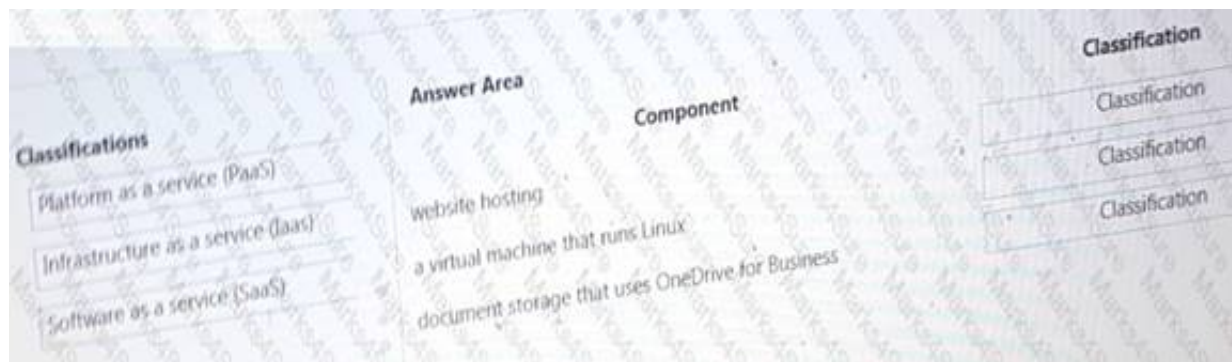 Classifications
Platform as a service (PaaS)
Infrastructure as a service (Iaas)
Software as a service (SaaS)
Answer Area
Component
Classification
website hosting
Classification
a virtual machine that runs Linux
Classification
document storage that uses OneDrive for Business
Classification
MarksASure